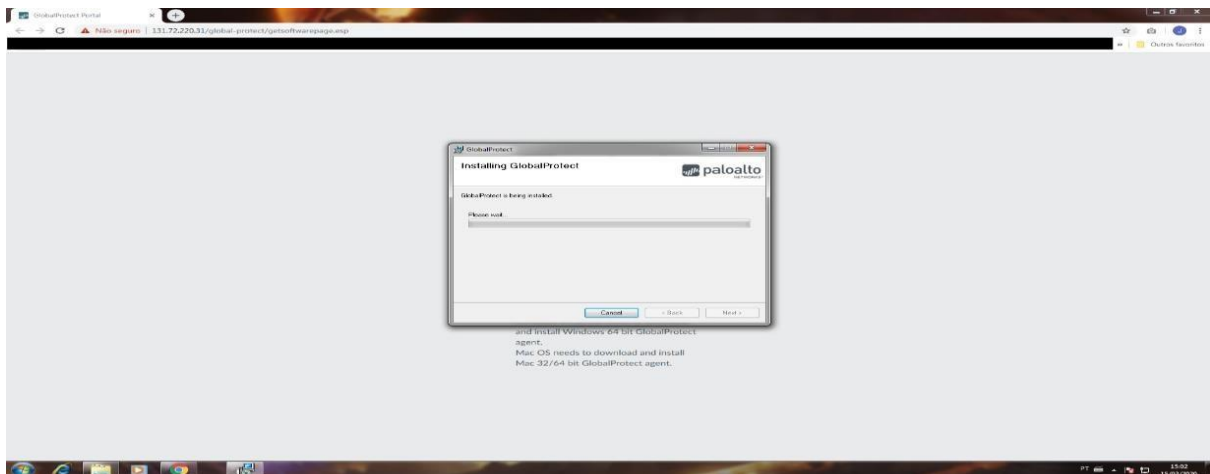 GlobalProtect Portal
Não seguro | 131.72.220.31/global-protect/getsoftwarepage.esp
Outros favoritos
GlobalProtect
Installing GlobalProtect
paloalto
NETWORKS
GlobalProtect is being installed.
Please wait...
Cancel < Back Next >
and install Windows 64 bit GlobalProtect
agent.
Mac OS needs to download and install
Mac 32/64 bit GlobalProtect agent.
PT 15:02